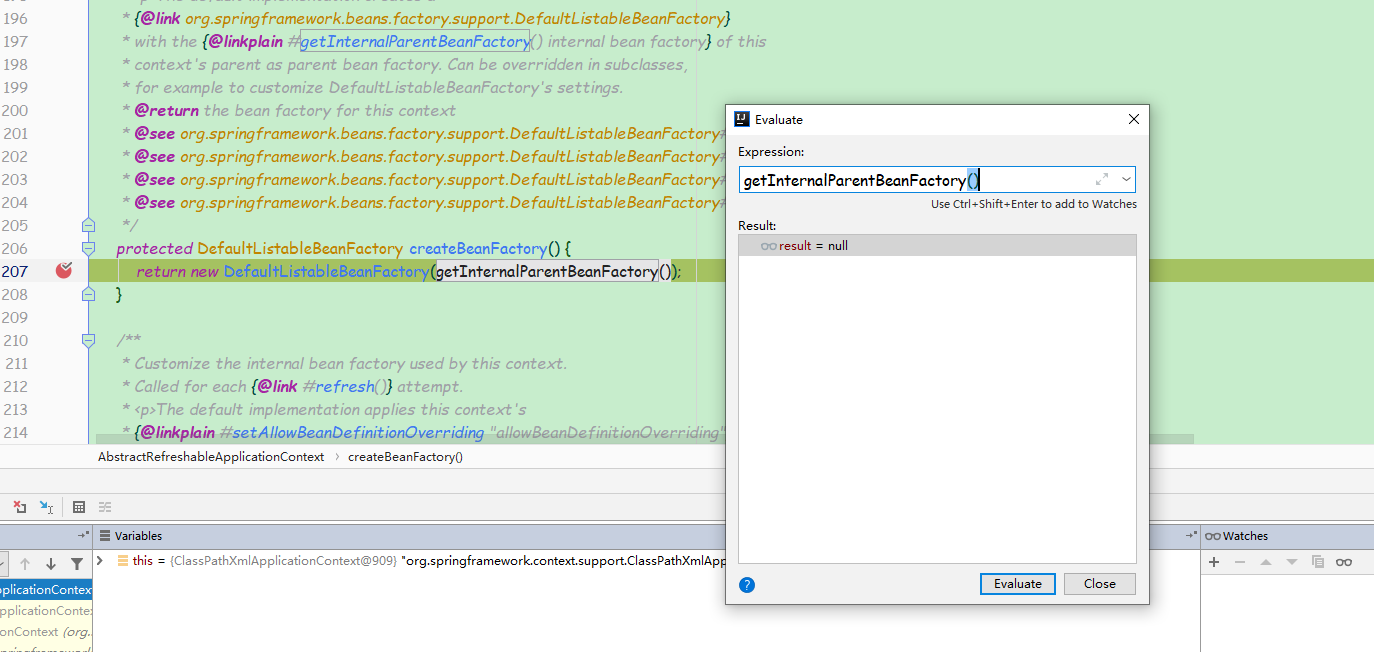 196 * {@link org.springframework.beans.factory.support.DefaultListableBeanFactory}
197 * with the {@linkplain #getInternalParentBeanFactory() internal bean factory} of this
198 * context's parent as parent bean factory. Can be overridden in subclasses,
199 * for example to customize DefaultListableBeanFactory's settings.
200 * @return the bean factory for this context
201 * @see org.springframework.beans.factory.support.DefaultListableBeanFactory#
202 * @see org.springframework.beans.factory.support.DefaultListableBeanFactory#
203 * @see org.springframework.beans.factory.support.DefaultListableBeanFactory#
204 * @see org.springframework.beans.factory.support.DefaultListableBeanFactory#
205 */
206 protected DefaultListableBeanFactory createBeanFactory() {
207 return new DefaultListableBeanFactory(getInternalParentBeanFactory());
208 }
209
210 /**
211 * Customize the internal bean factory used by this context.
212 * Called for each {@link #refresh()} attempt.
213 * <p>The default implementation applies this context's
214 * {@linkplain #setAllowBeanDefinitionOverriding "allowBeanDefinitionOverriding"
AbstractRefreshableApplicationContext › createBeanFactory()
Evaluate
Expression:
getInternalParentBeanFactory()
Use Ctrl+Shift+Enter to add to Watches
Result:
result = null
Evaluate
Close
Variables
this = {ClassPathXmlApplicationContext@909} "org.springframework.context.support.ClassPathXmlApp
Watches
pplicationContext
pplicationConte
onContext (org.